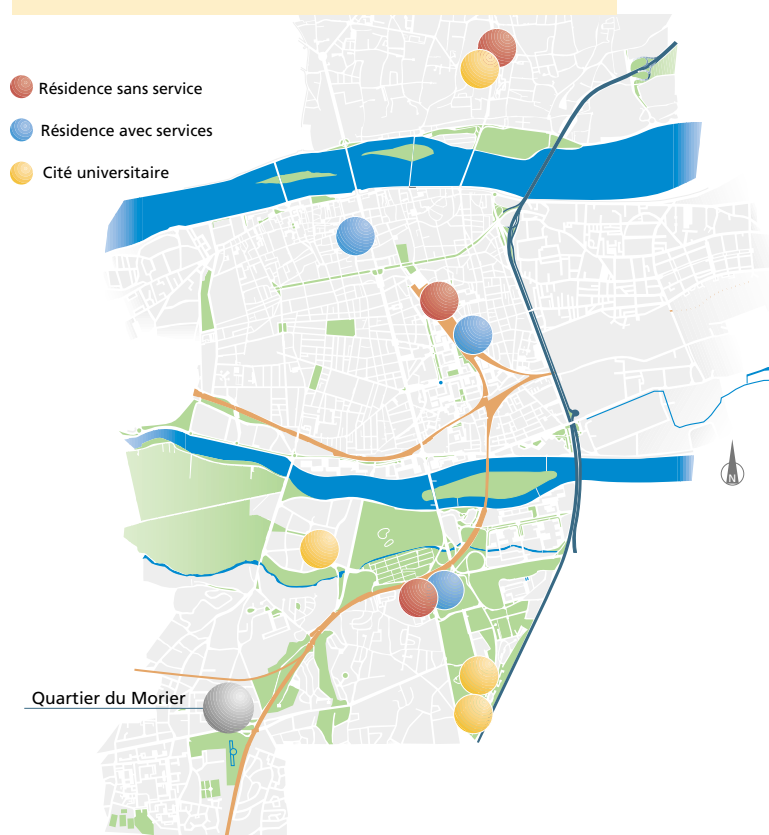 Résidence sans service
Résidence avec services
Cité universitaire
N
Quartier du Morier